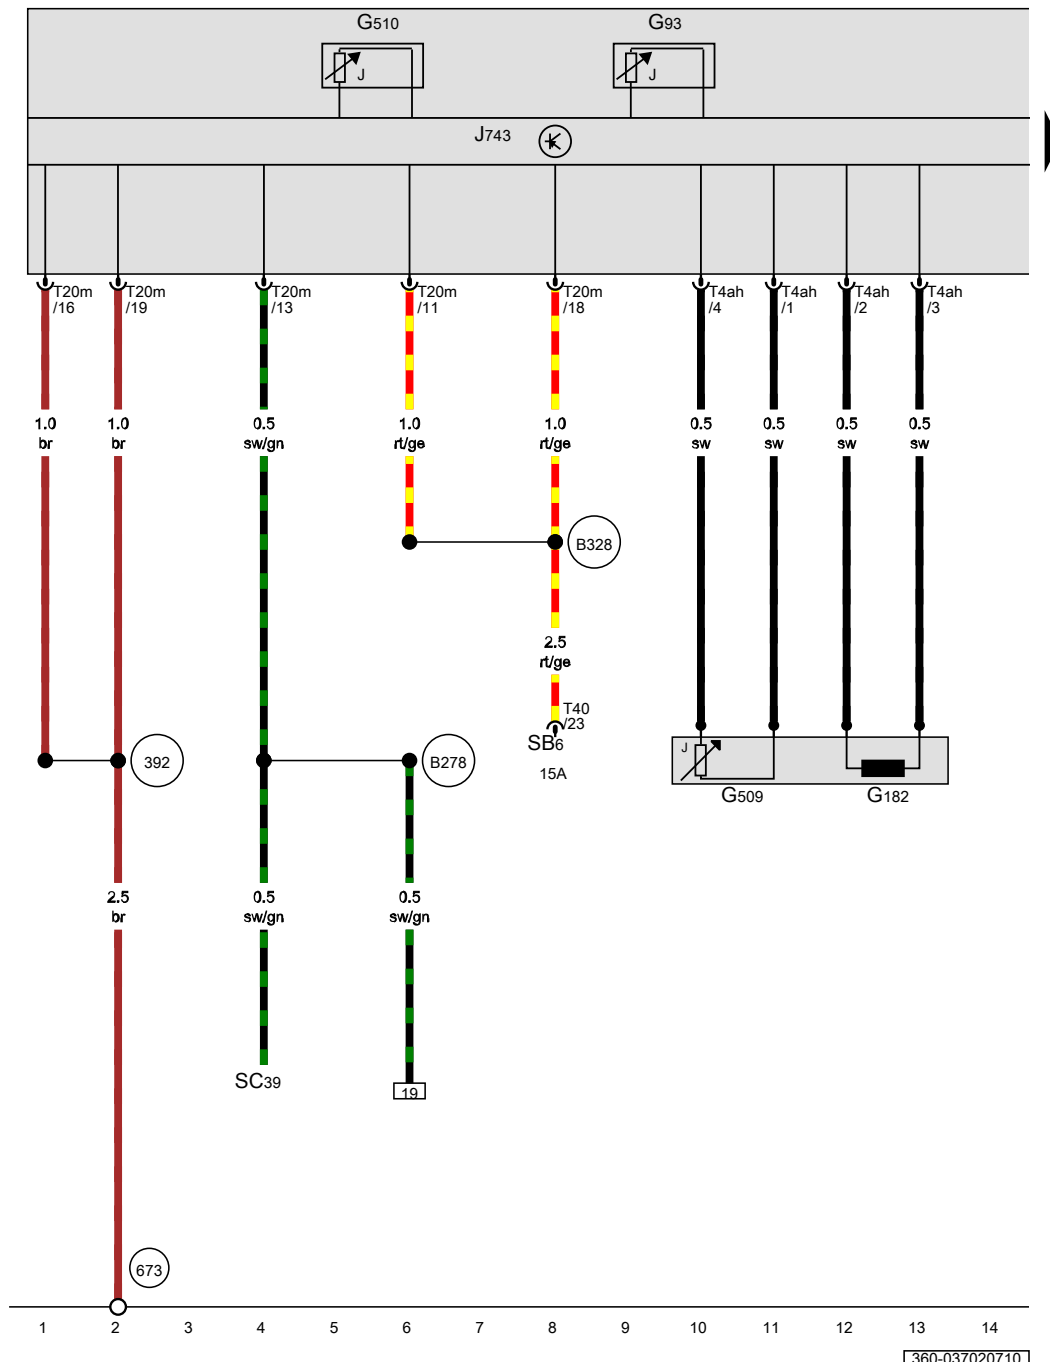 G510 G93
J J
J743
T20m T20m T20m T20m T20m T4ah T4ah T4ah T4ah
/16 /19 /13 /11 /18 /4 /1 /2 /3
1.0 1.0 0.5 1.0 1.0 0.5 0.5 0.5 0.5
br br sw/gn rt/ge rt/ge sw sw sw sw
B328
2.5
rt/ge
T40
/23
SB6
15A
392 B278
J
G509 G182
2.5 0.5 0.5
br sw/gn sw/gn
SC39
19
673
1 2 3 4 5 6 7 8 9 10 11 12 13 14
360-037020710